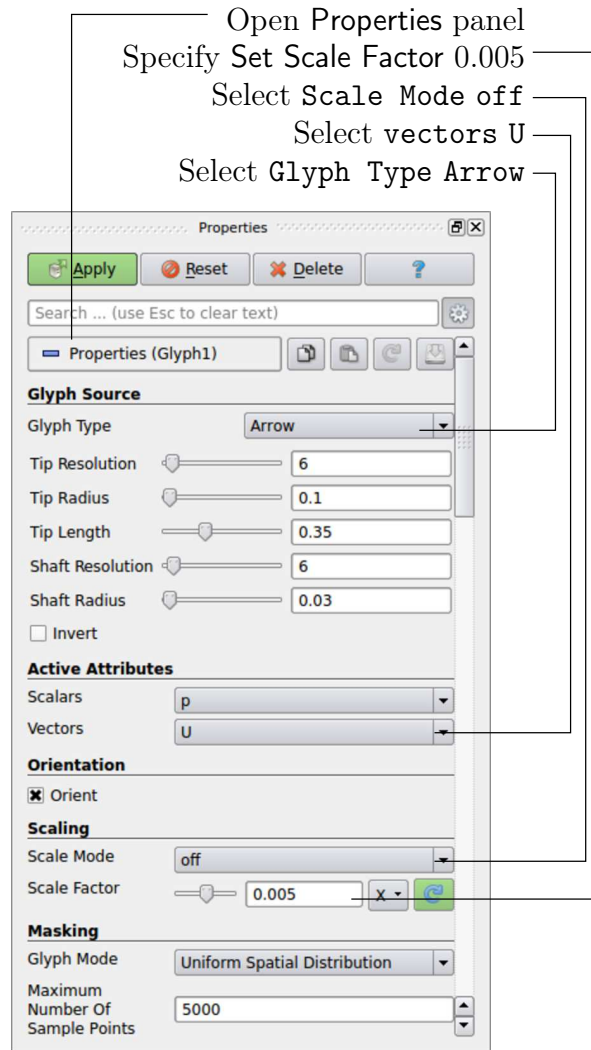 Open Properties panel
Specify Set Scale Factor 0.005
Select Scale Mode off
Select vectors U
Select Glyph Type Arrow
Properties
Apply Reset Delete ?
Search ... (use Esc to clear text)
Properties (Glyph1)
Glyph Source
Glyph Type Arrow
Tip Resolution 6
Tip Radius 0.1
Tip Length 0.35
Shaft Resolution 6
Shaft Radius 0.03
Invert
Active Attributes
Scalars p
Vectors U
Orientation
Orient
Scaling
Scale Mode off
Scale Factor 0.005 X
Masking
Glyph Mode Uniform Spatial Distribution
Maximum
Number Of 5000
Sample Points